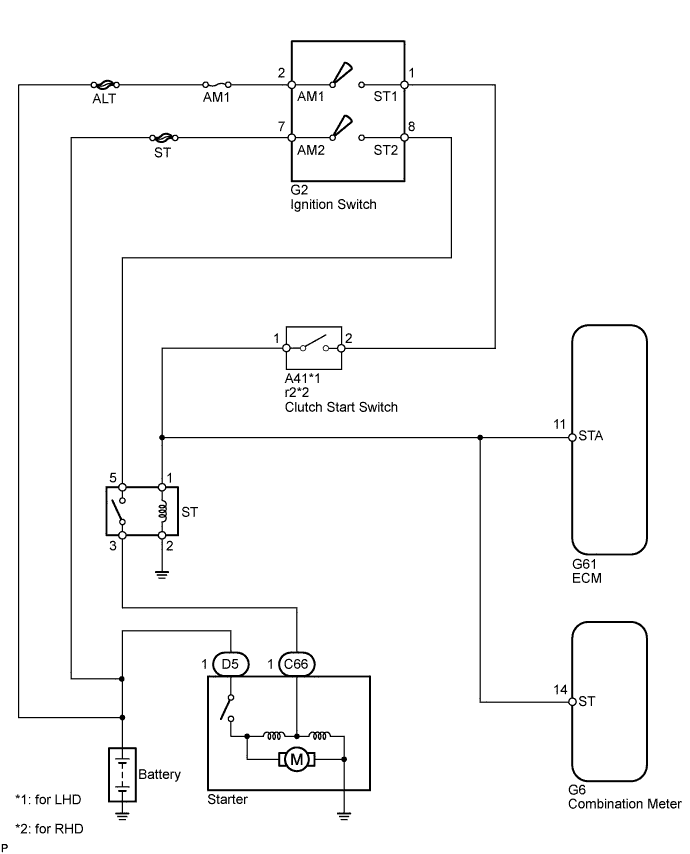 2
1
ALT
AM1
AM1
ST1
7
8
ST
AM2
ST2
G2
Ignition Switch
1
2
A41*1
r2*2
Clutch Start Switch
11
STA
5
1
ST
3
2
G61
ECM
1
D5
1
C66
14
ST
M
Battery
Starter
G6
Combination Meter
*1: for LHD
*2: for RHD
P